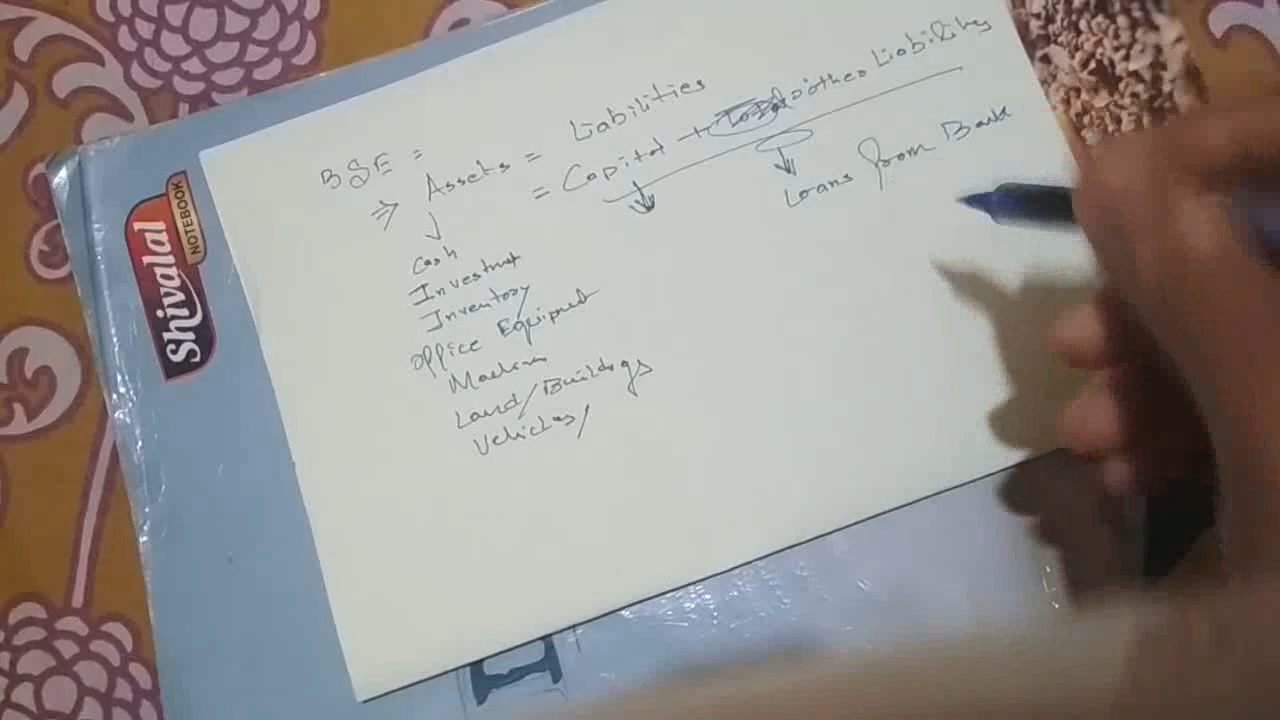 BSE :
⇒ Assets = Liabilities
= Capital + other Liability
Loans from Bank
Cash
Investmt
Inventory
Office Equipment
Machine
Land/Buildings
Vehicles/
Shivalal
NOTEBOOK